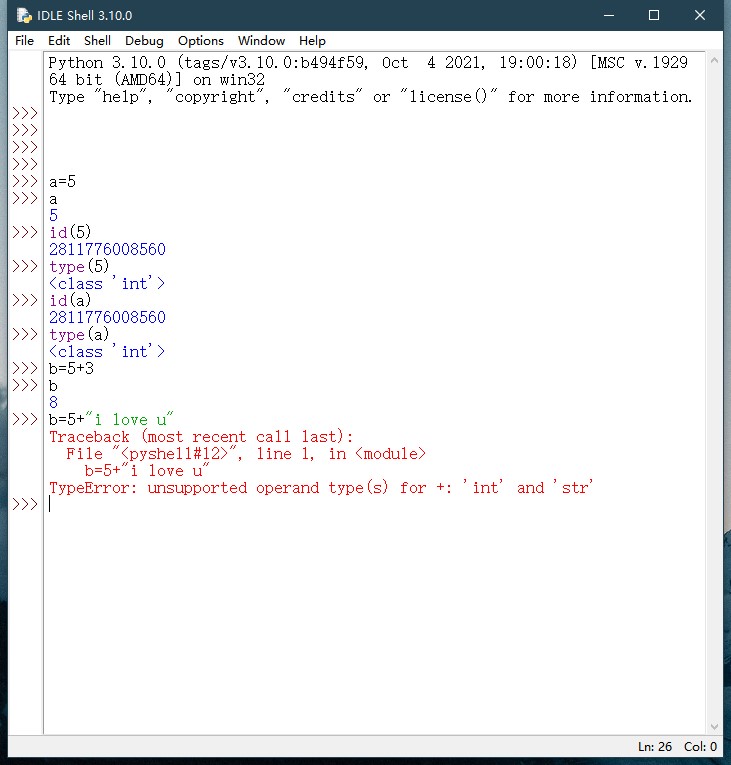 IDLE Shell 3.10.0
File Edit Shell Debug Options Window Help
Python 3.10.0 (tags/v3.10.0:b494f59, Oct  4 2021, 19:00:18) [MSC v.1929
64 bit (AMD64)] on win32
Type "help", "copyright", "credits" or "license()" for more information.
>>>
>>>
>>>
>>>
>>> a=5
>>> a
5
>>> id(5)
2811776008560
>>> type(5)
<class 'int'>
>>> id(a)
2811776008560
>>> type(a)
<class 'int'>
>>> b=5+3
>>> b
8
>>> b=5+"i love u"
Traceback (most recent call last):
  File "<pyshell#12>", line 1, in <module>
    b=5+"i love u"
TypeError: unsupported operand type(s) for +: 'int' and 'str'
>>>
Ln: 26 Col: 0